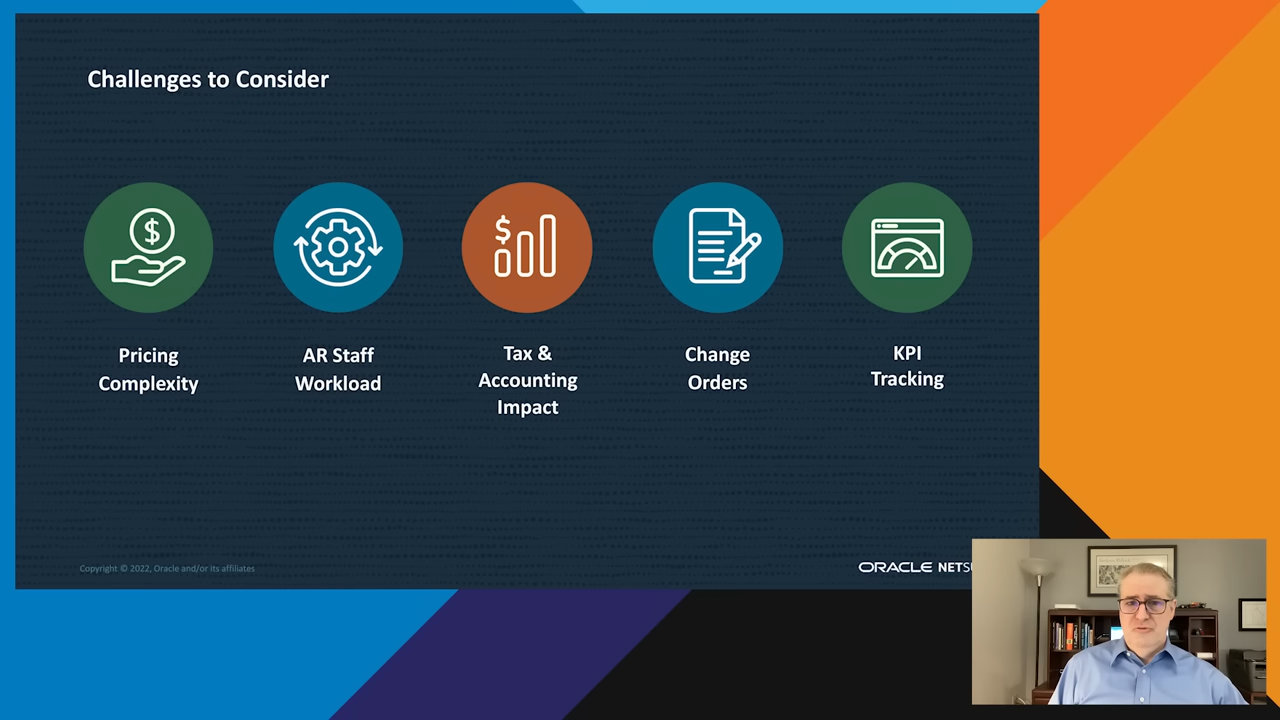 Challenges to Consider
$
$
Pricing
Complexity
AR Staff
Workload
Tax &
Accounting
Impact
Change
Orders
KPI
Tracking
Copyright © 2022, Oracle and/or its affiliates
ORACLE NETS